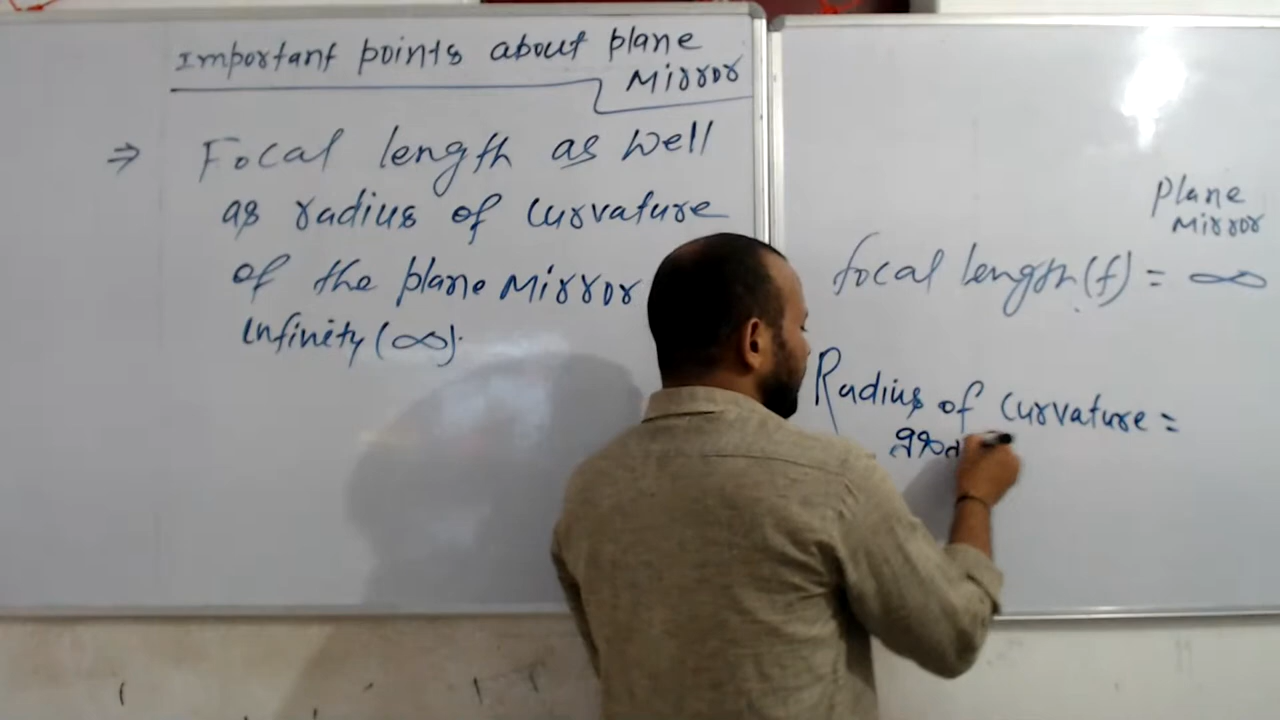 Important points about plane
Mirror
⇒ Focal length as well
as radius of curvature
of the plane Mirror
infinity (∞).
Plane
Mirror
focal length (f) = ∞
Radius of curvature =